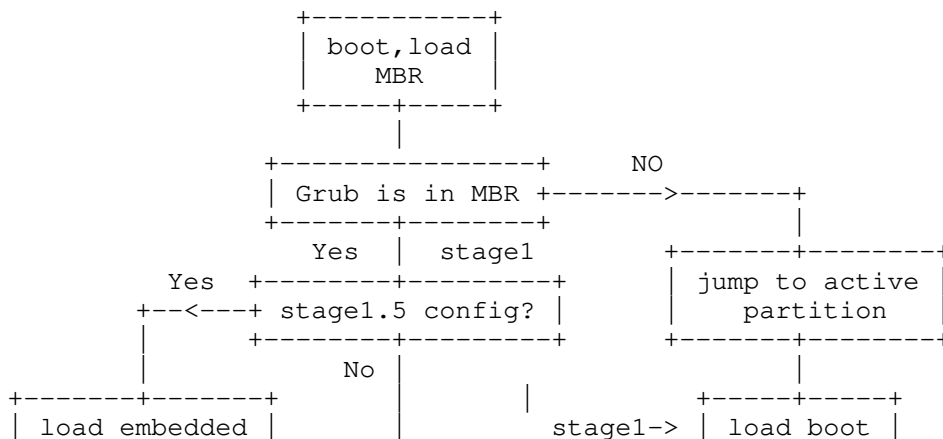 boot,load
MBR
NO
Grub is in MBR
Yes stage1
Yes
jump to active
stage1.5 config?
partition
No
load embedded
stage1->
load boot